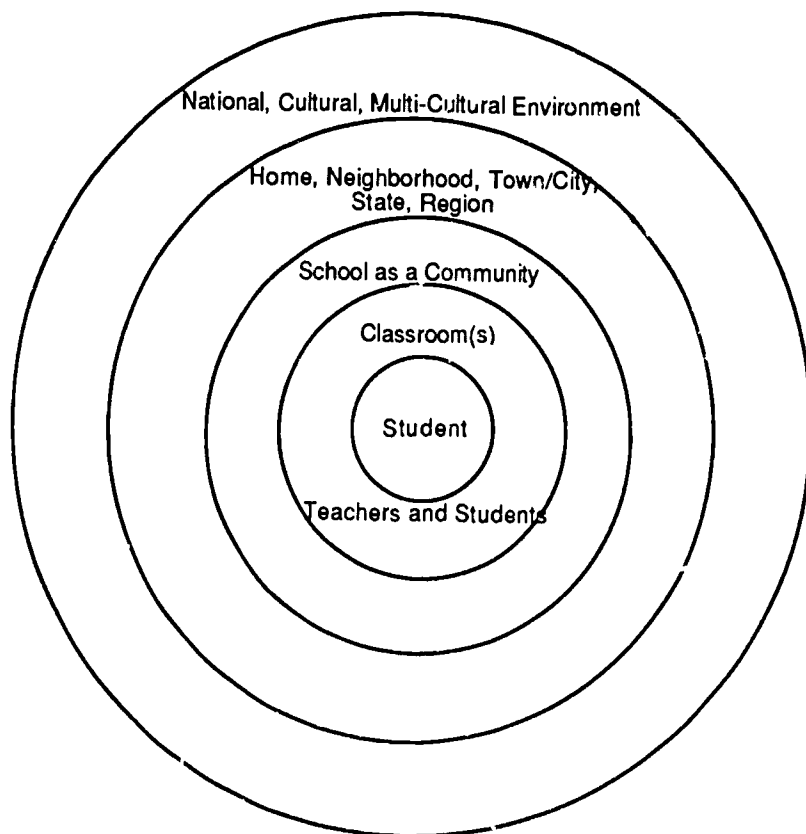 National, Cultural, Multi-Cultural Environment
Home, Neighborhood, Town/City,
State, Region
School as a Community
Classroom(s)
Student
Teachers and Students